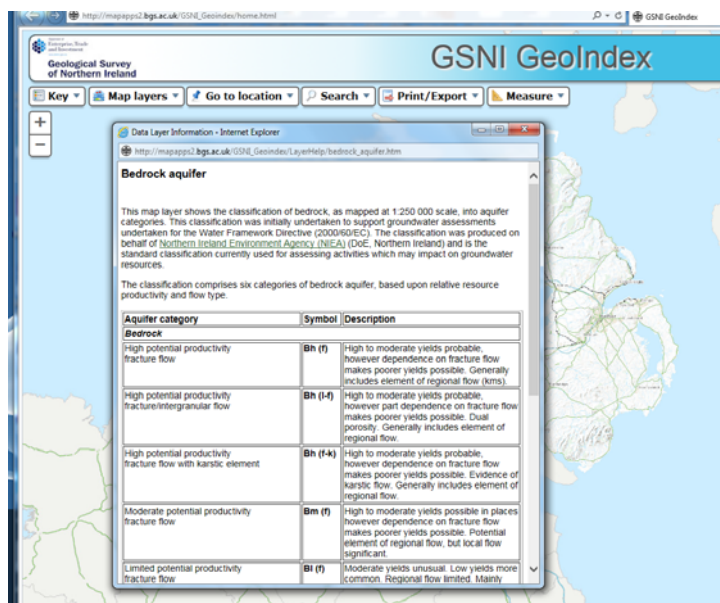 http://mapapps2.bgs.ac.uk/GSNI_Geoindex/home.html
GSNI GeoIndex
Enterprise, Trade
and Investment
Geological Survey
of Northern Ireland
GSNI GeoIndex
Key
Map layers
Go to location
Search
Print/Export
Measure
+
−
Data Layer Information - Internet Explorer
http://mapapps2.bgs.ac.uk/GSNI_Geoindex/LayerHelp/bedrock_aquifer.htm
Bedrock aquifer
This map layer shows the classification of bedrock, as mapped at 1:250 000 scale, into aquifer
categories. This classification was initially undertaken to support groundwater assessments
undertaken for the Water Framework Directive (2000/60/EC). The classification was produced on
behalf of Northern Ireland Environment Agency (NIEA) (DoE, Northern Ireland) and is the
standard classification currently used for assessing activities which may impact on groundwater
resources.
The classification comprises six categories of bedrock aquifer, based upon relative resource
productivity and flow type.
Aquifer category Symbol Description
Bedrock
High potential productivity Bh (f) High to moderate yields probable,
fracture flow however dependence on fracture flow
makes poorer yields possible. Generally
includes element of regional flow (kms).
High potential productivity Bh (I-f) High to moderate yields probable,
fracture/intergranular flow however part dependence on fracture flow
makes poorer yields possible. Dual
porosity. Generally includes element of
regional flow.
High potential productivity Bh (f-k) High to moderate yields probable,
fracture flow with karstic element however dependence on fracture flow
makes poorer yields possible. Evidence of
karstic flow. Generally includes element of
regional flow.
Moderate potential productivity Bm (f) High to moderate yields possible in places
fracture flow however dependence on fracture flow
makes poorer yields possible. Potential
element of regional flow, but local flow
significant.
Limited potential productivity Bl (f) Moderate yields unusual. Low yields more
fracture flow common. Regional flow limited. Mainly